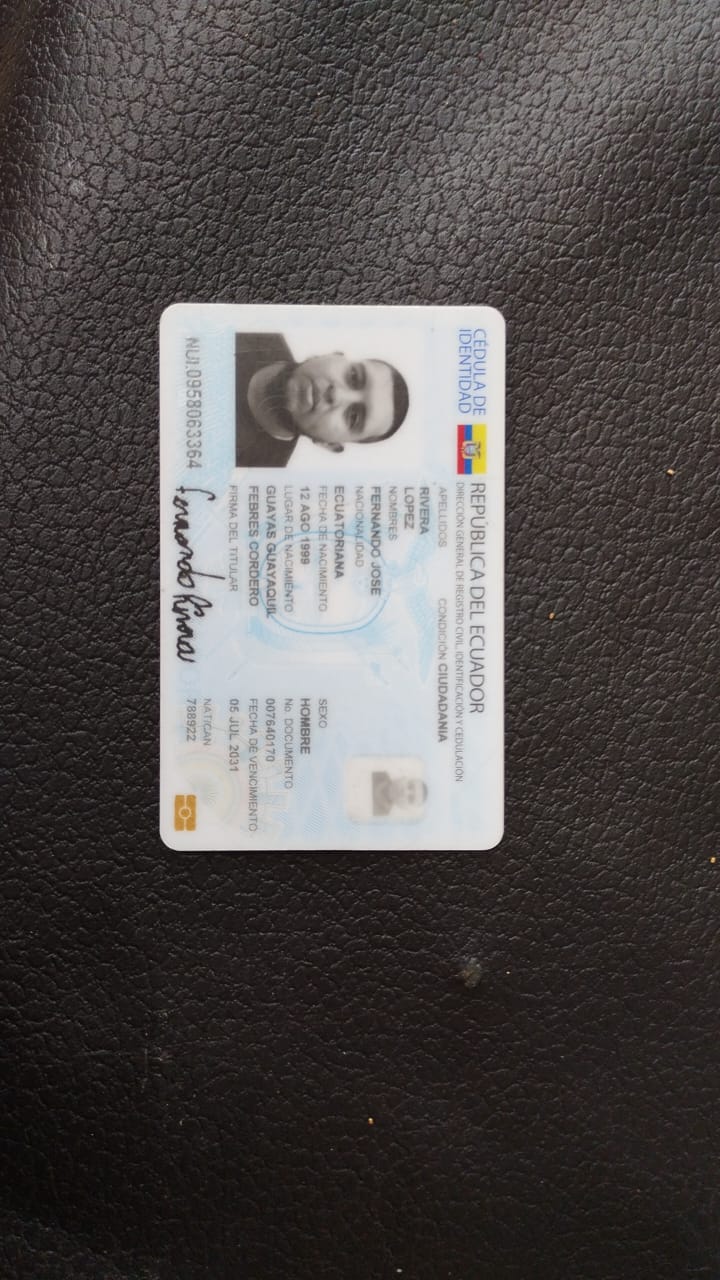 CÉDULA DE
IDENTIDAD
REPÚBLICA DEL ECUADOR
DIRECCIÓN GENERAL DE REGISTRO CIVIL, IDENTIFICACIÓN Y CEDULACIÓN
APELLIDOS
CONDICIÓN CIUDADANIA
RIVERA
LOPEZ
NOMBRES
FERNANDO JOSE
NACIONALIDAD
ECUATORIANA
FECHA DE NACIMIENTO
12 AGO 1999
LUGAR DE NACIMIENTO
GUAYAS GUAYAQUIL
FEBRES CORDERO
FIRMA DEL TITULAR
SEXO
HOMBRE
No. DOCUMENTO
007640170
FECHA DE VENCIMIENTO
05 JUL 2031
NAT/CAN
788922
Fernando Rivera
NUI.0958063364